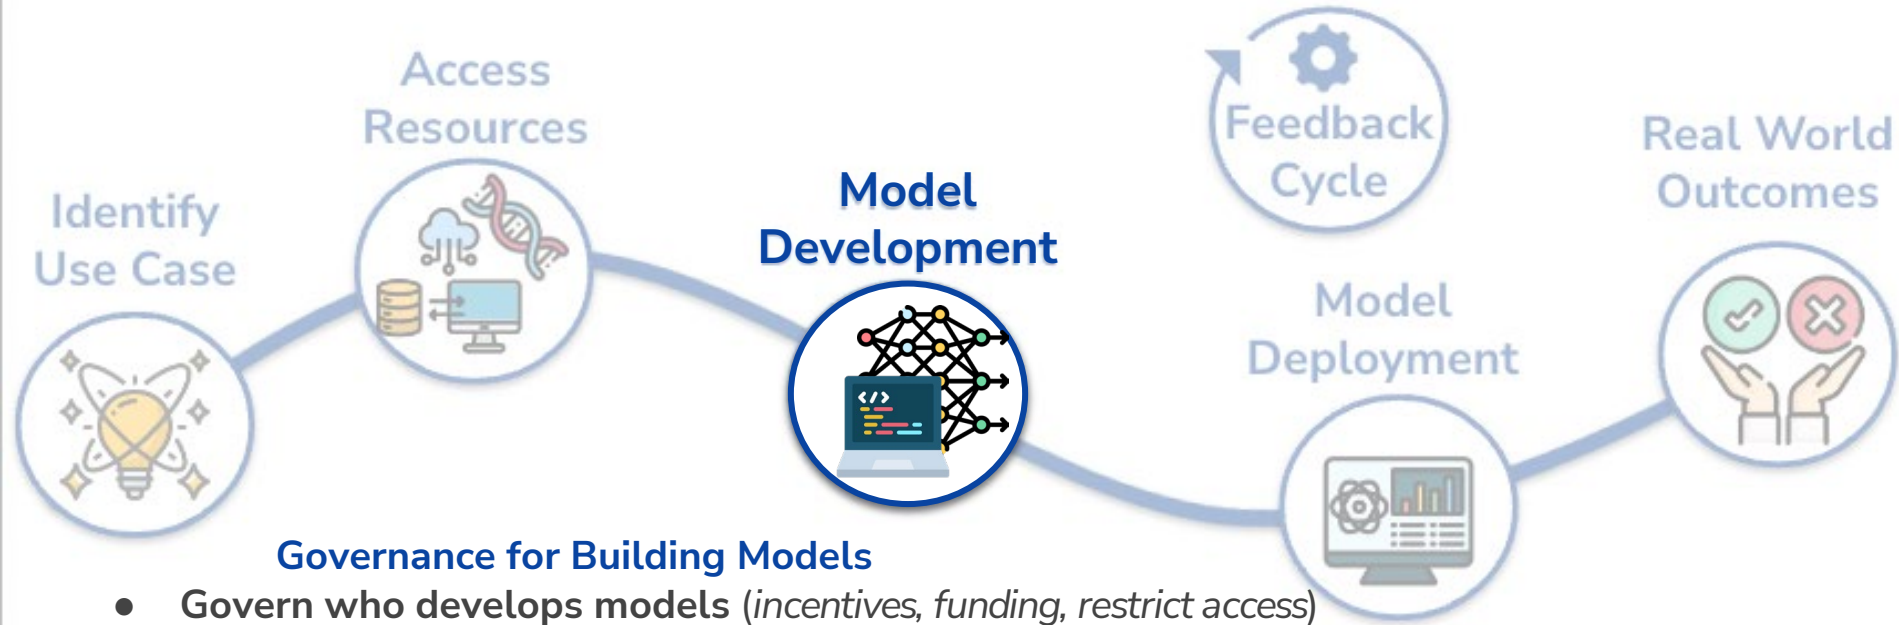 Identify
Use Case
Access
Resources
Model
Development
</>
Feedback
Cycle
Model
Deployment
Real World
Outcomes
Governance for Building Models
● Govern who develops models (incentives, funding, restrict access)